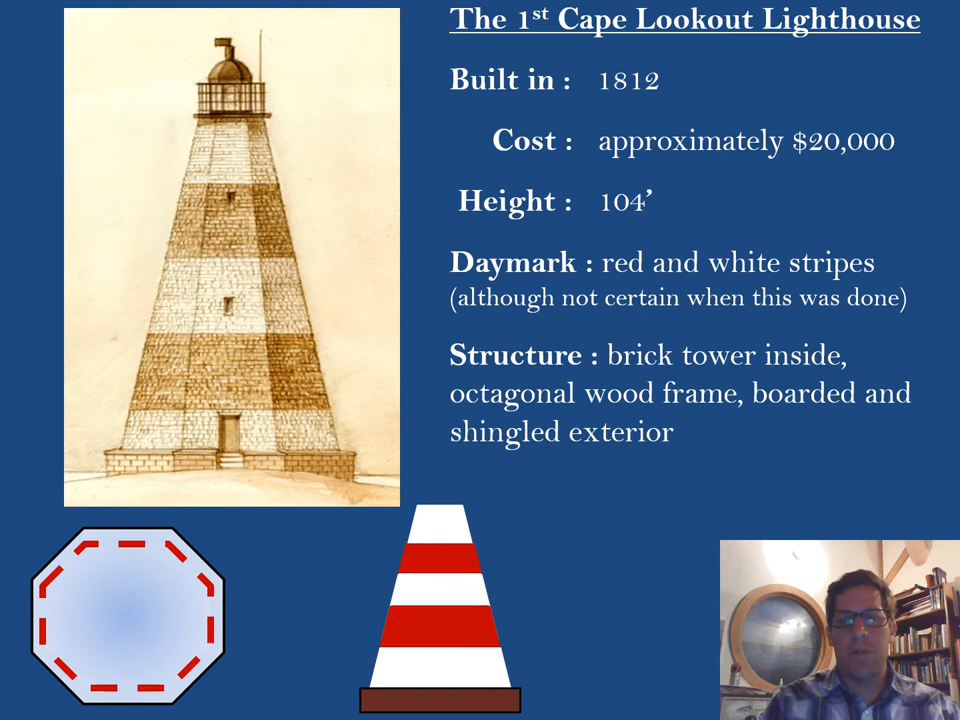 The 1st Cape Lookout Lighthouse
Built in : 1812
Cost : approximately $20,000
Height : 104’
Daymark : red and white stripes
(although not certain when this was done)
Structure : brick tower inside,
octagonal wood frame, boarded and
shingled exterior